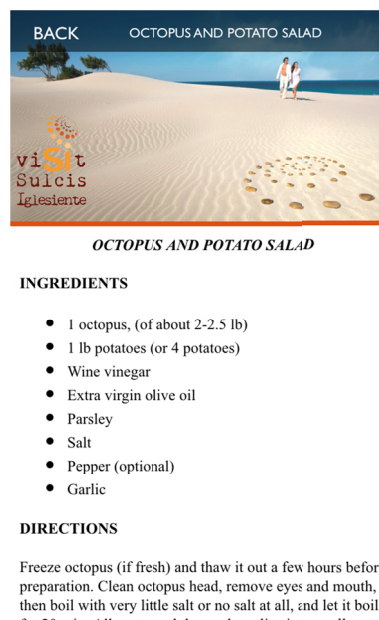 BACK OCTOPUS AND POTATO SALAD
viSit
Sulcis
Iglesiente
OCTOPUS AND POTATO SALAD
INGREDIENTS
● 1 octopus, (of about 2-2.5 lb)
● 1 lb potatoes (or 4 potatoes)
● Wine vinegar
● Extra virgin olive oil
● Parsley
● Salt
● Pepper (optional)
● Garlic
DIRECTIONS
Freeze octopus (if fresh) and thaw it out a few hours befor
preparation. Clean octopus head, remove eyes and mouth,
then boil with very little salt or no salt at all, and let it boil